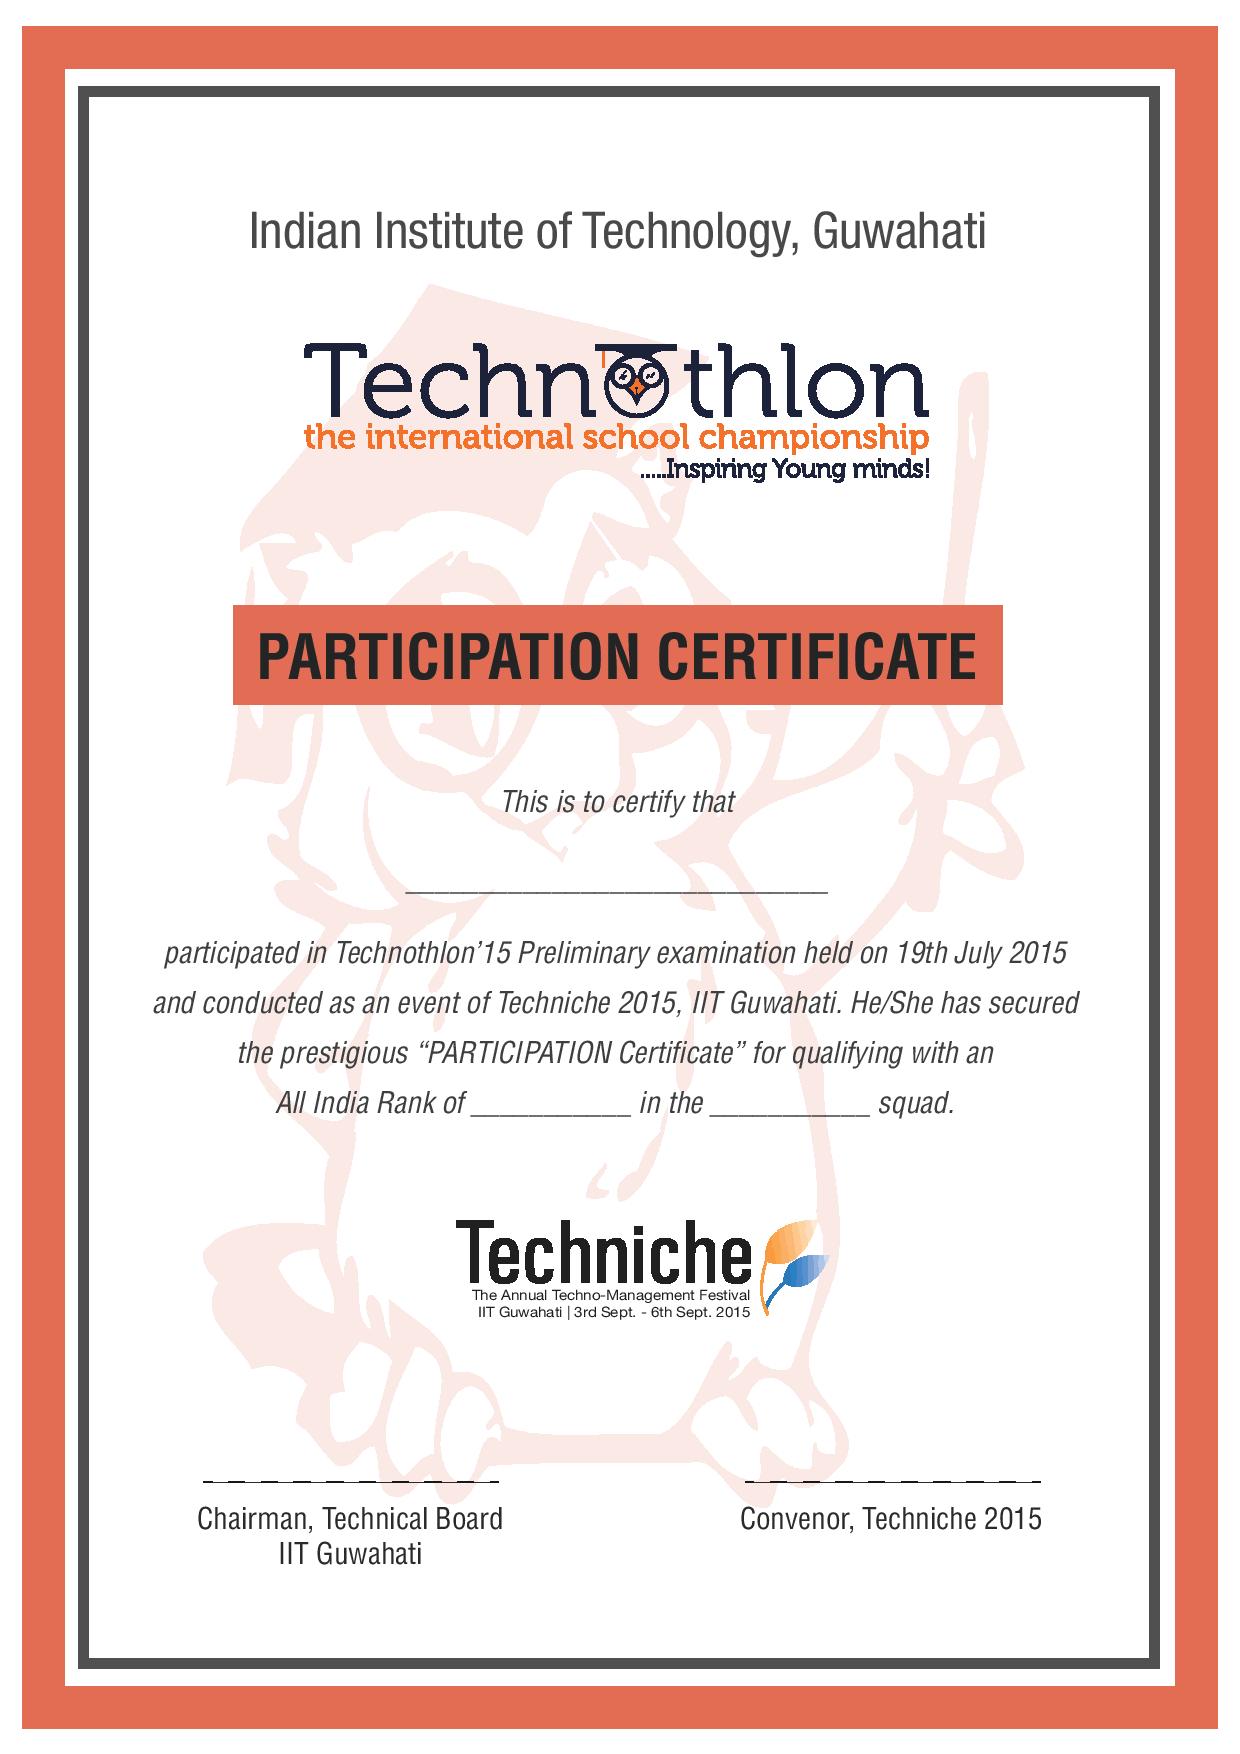 Indian Institute of Technology, Guwahati
Technothlon
the international school championship
.....Inspiring Young minds!
PARTICIPATION CERTIFICATE
This is to certify that
____________________________
participated in Technothlon’15 Preliminary examination held on 19th July 2015
and conducted as an event of Techniche 2015, IIT Guwahati. He/She has secured
the prestigious “PARTICIPATION Certificate” for qualifying with an
All India Rank of ___________ in the ___________ squad.
Techniche
The Annual Techno-Management Festival
IIT Guwahati | 3rd Sept. - 6th Sept. 2015
Chairman, Technical Board
IIT Guwahati
Convenor, Techniche 2015